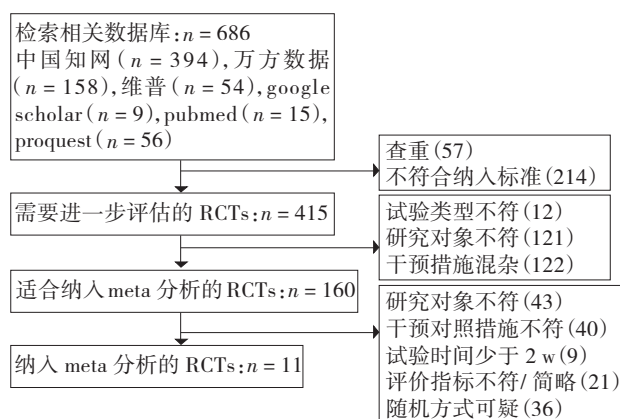 检索相关数据库:n=686
中国知网(n=394),万方数据
(n=158),维普(n=54),google
scholar(n=9),pubmed(n=15),
proquest(n=56)
查重(57)
不符合纳入标准(214)
需要进一步评估的 RCTs:n=415
试验类型不符(12)
研究对象不符(121)
干预措施混杂(122)
适合纳入 meta 分析的 RCTs:n=160
研究对象不符(43)
干预对照措施不符(40)
试验时间少于 2 w(9)
评价指标不符/ 简略(21)
随机方式可疑(36)
纳入 meta 分析的 RCTs:n=11